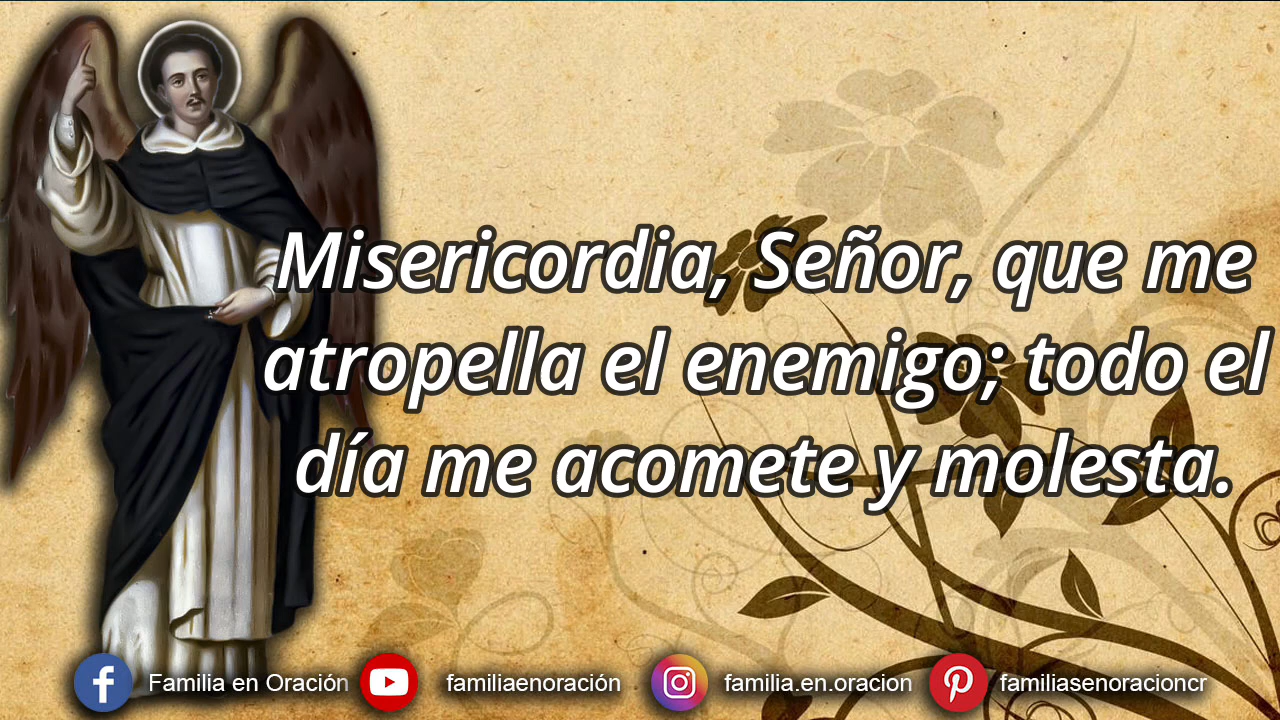 Misericordia, Señor, que me
atropella el enemigo; todo el
día me acomete y molesta.
Familia en Oración
familiaenoración
familia.en.oracion
familiasenoracioncr